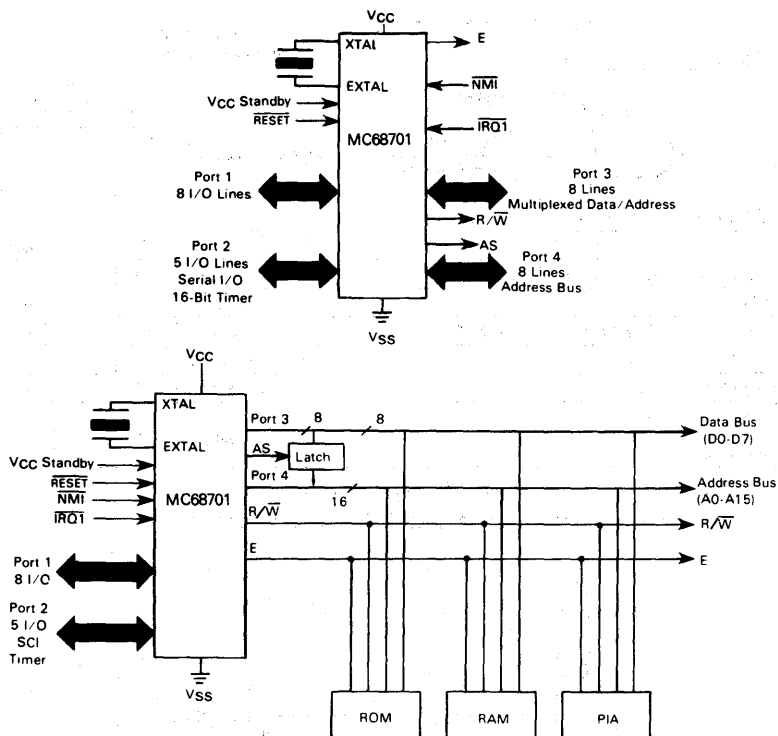 VCC
XTAL
E
EXTAL
NMI
VCC Standby
RESET
IRQ1
MC68701
Port 1
8 I/O Lines
Port 3
8 Lines
Multiplexed Data/Address
R/W
AS
Port 2
5 I/O Lines
Serial I/O
16-Bit Timer
Port 4
8 Lines
Address Bus
VSS
VCC
XTAL
Port 3
8
8
Data Bus
(D0-D7)
EXTAL
AS
Latch
VCC Standby
Port 4
Address Bus
(A0-A15)
RESET
NMI
MC68701
16
IRQ1
R/W
R/W
E
E
Port 1
8 I/O
Port 2
5 I/O
SCI
Timer
VSS
ROM
RAM
PIA